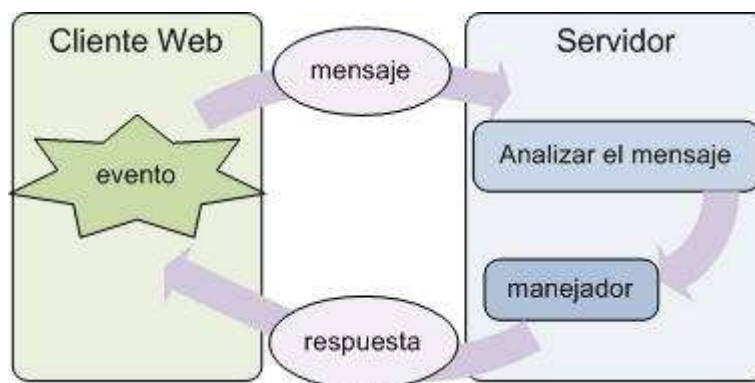 Cliente Web
mensaje
Servidor
evento
Analizar el mensaje
manejador
respuesta